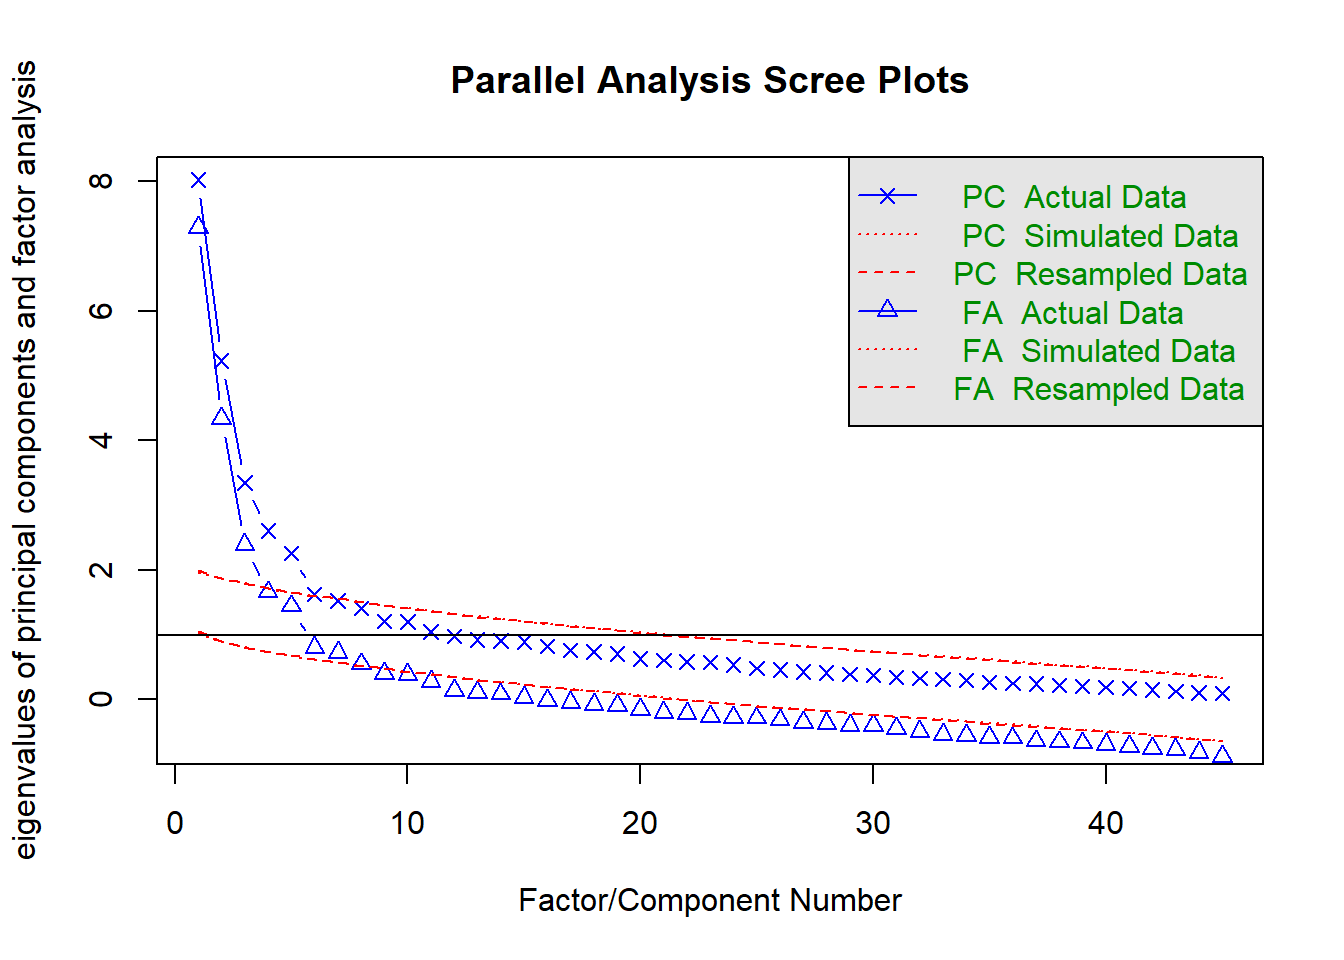 Parallel Analysis Scree Plots
eigenvalues of principal components and factor analysis
8
6
4
2
0
PC Actual Data
PC Simulated Data
PC Resampled Data
FA Actual Data
FA Simulated Data
FA Resampled Data
0 10 20 30 40
Factor/Component Number